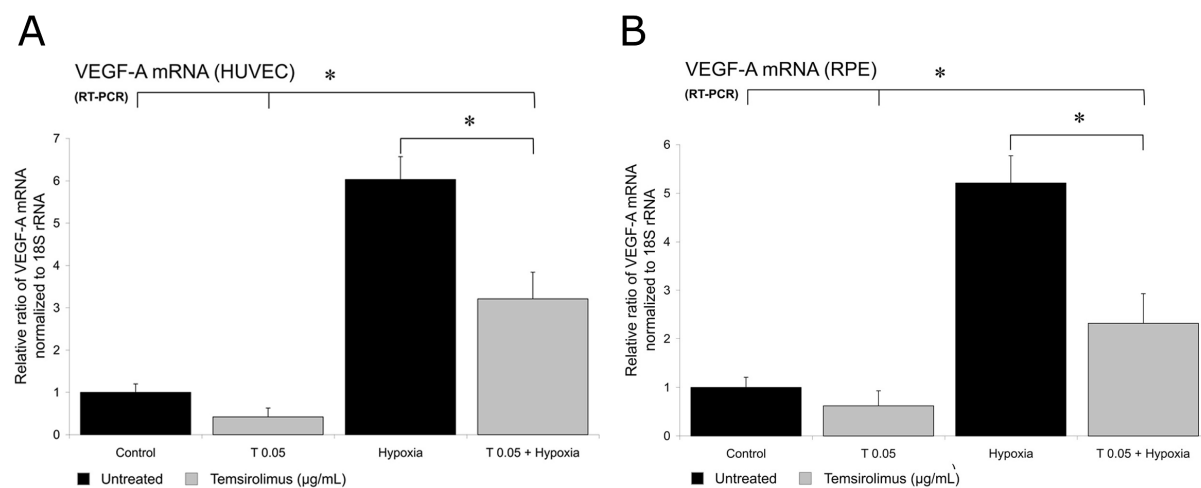 A
VEGF-A mRNA (HUVEC) *
(RT-PCR)
*
Relative ratio of VEGF-A mRNA
normalized to 18S rRNA
7
6
5
4
3
2
1
0
Control T 0.05 Hypoxia T 0.05 + Hypoxia
Untreated Temsirolimus (µg/mL)
B
VEGF-A mRNA (RPE) *
(RT-PCR)
*
Relative ratio of VEGF-A mRNA
normalized to 18S rRNA
6
5
4
3
2
1
0
Control T 0.05 Hypoxia T 0.05 + Hypoxia
Untreated Temsirolimus (µg/mL)